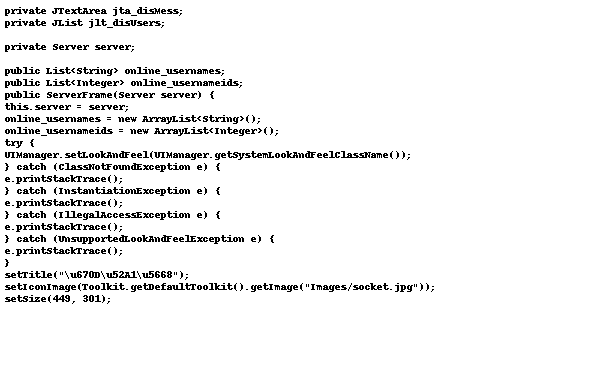 private JTextArea jta_disMess;
private JList jlt_disUsers;

private Server server;

public List<String> online_usernames;
public List<Integer> online_usernameids;
public ServerFrame(Server server) {
this.server = server;
online_usernames = new ArrayList<String>();
online_usernameids = new ArrayList<Integer>();
try {
UIManager.setLookAndFeel(UIManager.getSystemLookAndFeelClassName());
} catch (ClassNotFoundException e) {
e.printStackTrace();
} catch (InstantiationException e) {
e.printStackTrace();
} catch (IllegalAccessException e) {
e.printStackTrace();
} catch (UnsupportedLookAndFeelException e) {
e.printStackTrace();
}
setTitle("\u670D\u52A1\u5668");
setIconImage(Toolkit.getDefaultToolkit().getImage("Images/socket.jpg"));
setSize(449, 301);